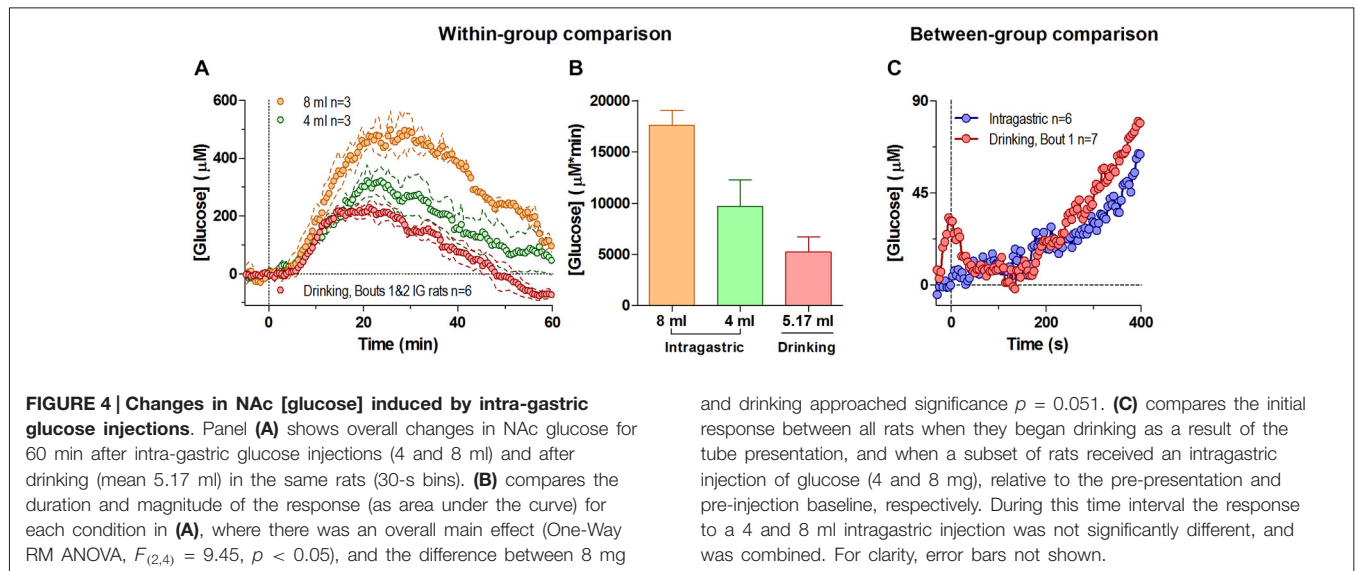 Within-group comparison
Between-group comparison
A
B
C
600
400
200
0
[Glucose] (μM)
8 ml n=3
4 ml n=3
Drinking, Bouts 1&2 IG rats n=6
0
20
40
60
Time (min)
20000
15000
10000
5000
0
[Glucose] (μM*min)
8 ml
4 ml
5.17 ml
Intragastric
Drinking
90
45
0
[Glucose] (μM)
Intragastric n=6
Drinking, Bout 1 n=7
0
200
400
Time (s)
FIGURE 4 | Changes in NAc [glucose] induced by intra-gastric
glucose injections. Panel (A) shows overall changes in NAc glucose for
60 min after intra-gastric glucose injections (4 and 8 ml) and after
drinking (mean 5.17 ml) in the same rats (30-s bins). (B) compares the
duration and magnitude of the response (as area under the curve) for
each condition in (A), where there was an overall main effect (One-Way
RM ANOVA, F(2,4) = 9.45, p < 0.05), and the difference between 8 mg
and drinking approached significance p = 0.051. (C) compares the initial
response between all rats when they began drinking as a result of the
tube presentation, and when a subset of rats received an intragastric
injection of glucose (4 and 8 mg), relative to the pre-presentation and
pre-injection baseline, respectively. During this time interval the response
to a 4 and 8 ml intragastric injection was not significantly different, and
was combined. For clarity, error bars not shown.